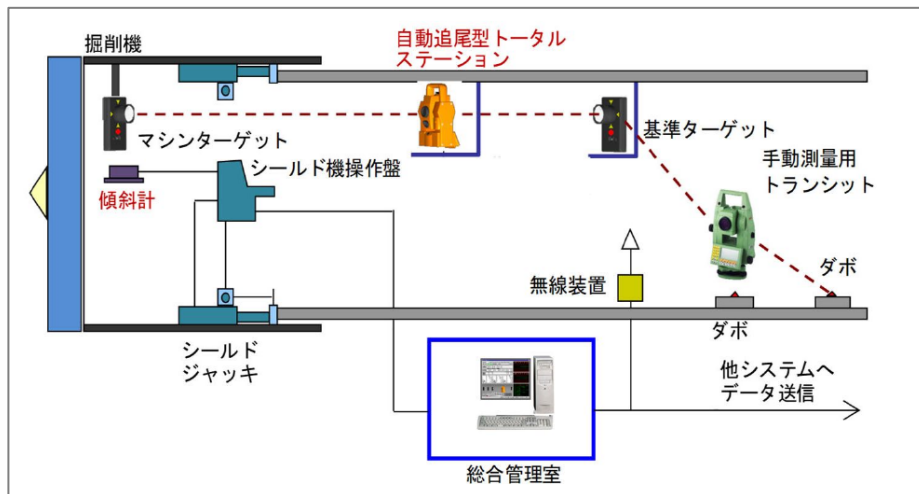 掘削機
自動追尾型トータル
ステーション
マシンターゲット
基準ターゲット
シールド機操作盤
手動測量用
トランシット
傾斜計
無線装置
ダボ
ダボ
シールド
ジャッキ
他システムへ
データ送信
総合管理室